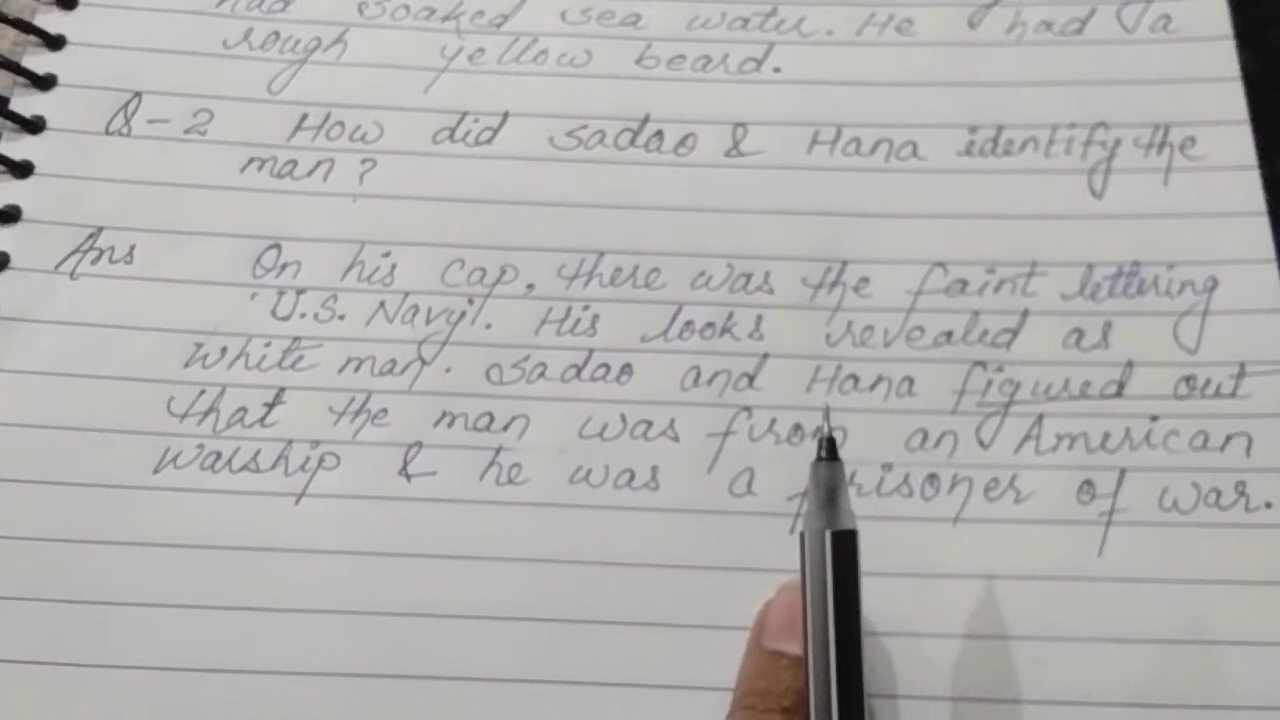 had soaked sea water. He had a
rough yellow beard.
Q-2 How did Sadao & Hana identify the
man?
Ans On his cap, there was the faint lettering
'U.S. Navy'. His looks revealed as
white man. Sadao and Hana figured out
that the man was from an American
warship & he was a prisoner of war.